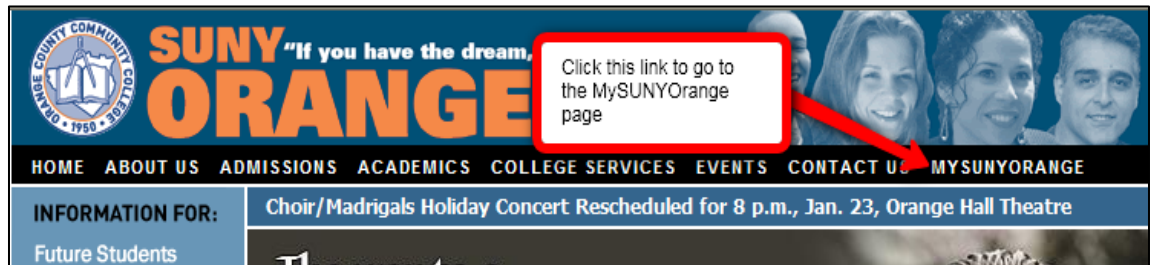 ORANGE COUNTY COMMUNITY COLLEGE
1950
SUNY
ORANGE
"If you have the dream,
Click this link to go to
the MySUNYOrange
page
HOME ABOUT US ADMISSIONS ACADEMICS COLLEGE SERVICES EVENTS CONTACT US MYSUNYORANGE
INFORMATION FOR:
Future Students
Choir/Madrigals Holiday Concert Rescheduled for 8 p.m., Jan. 23, Orange Hall Theatre